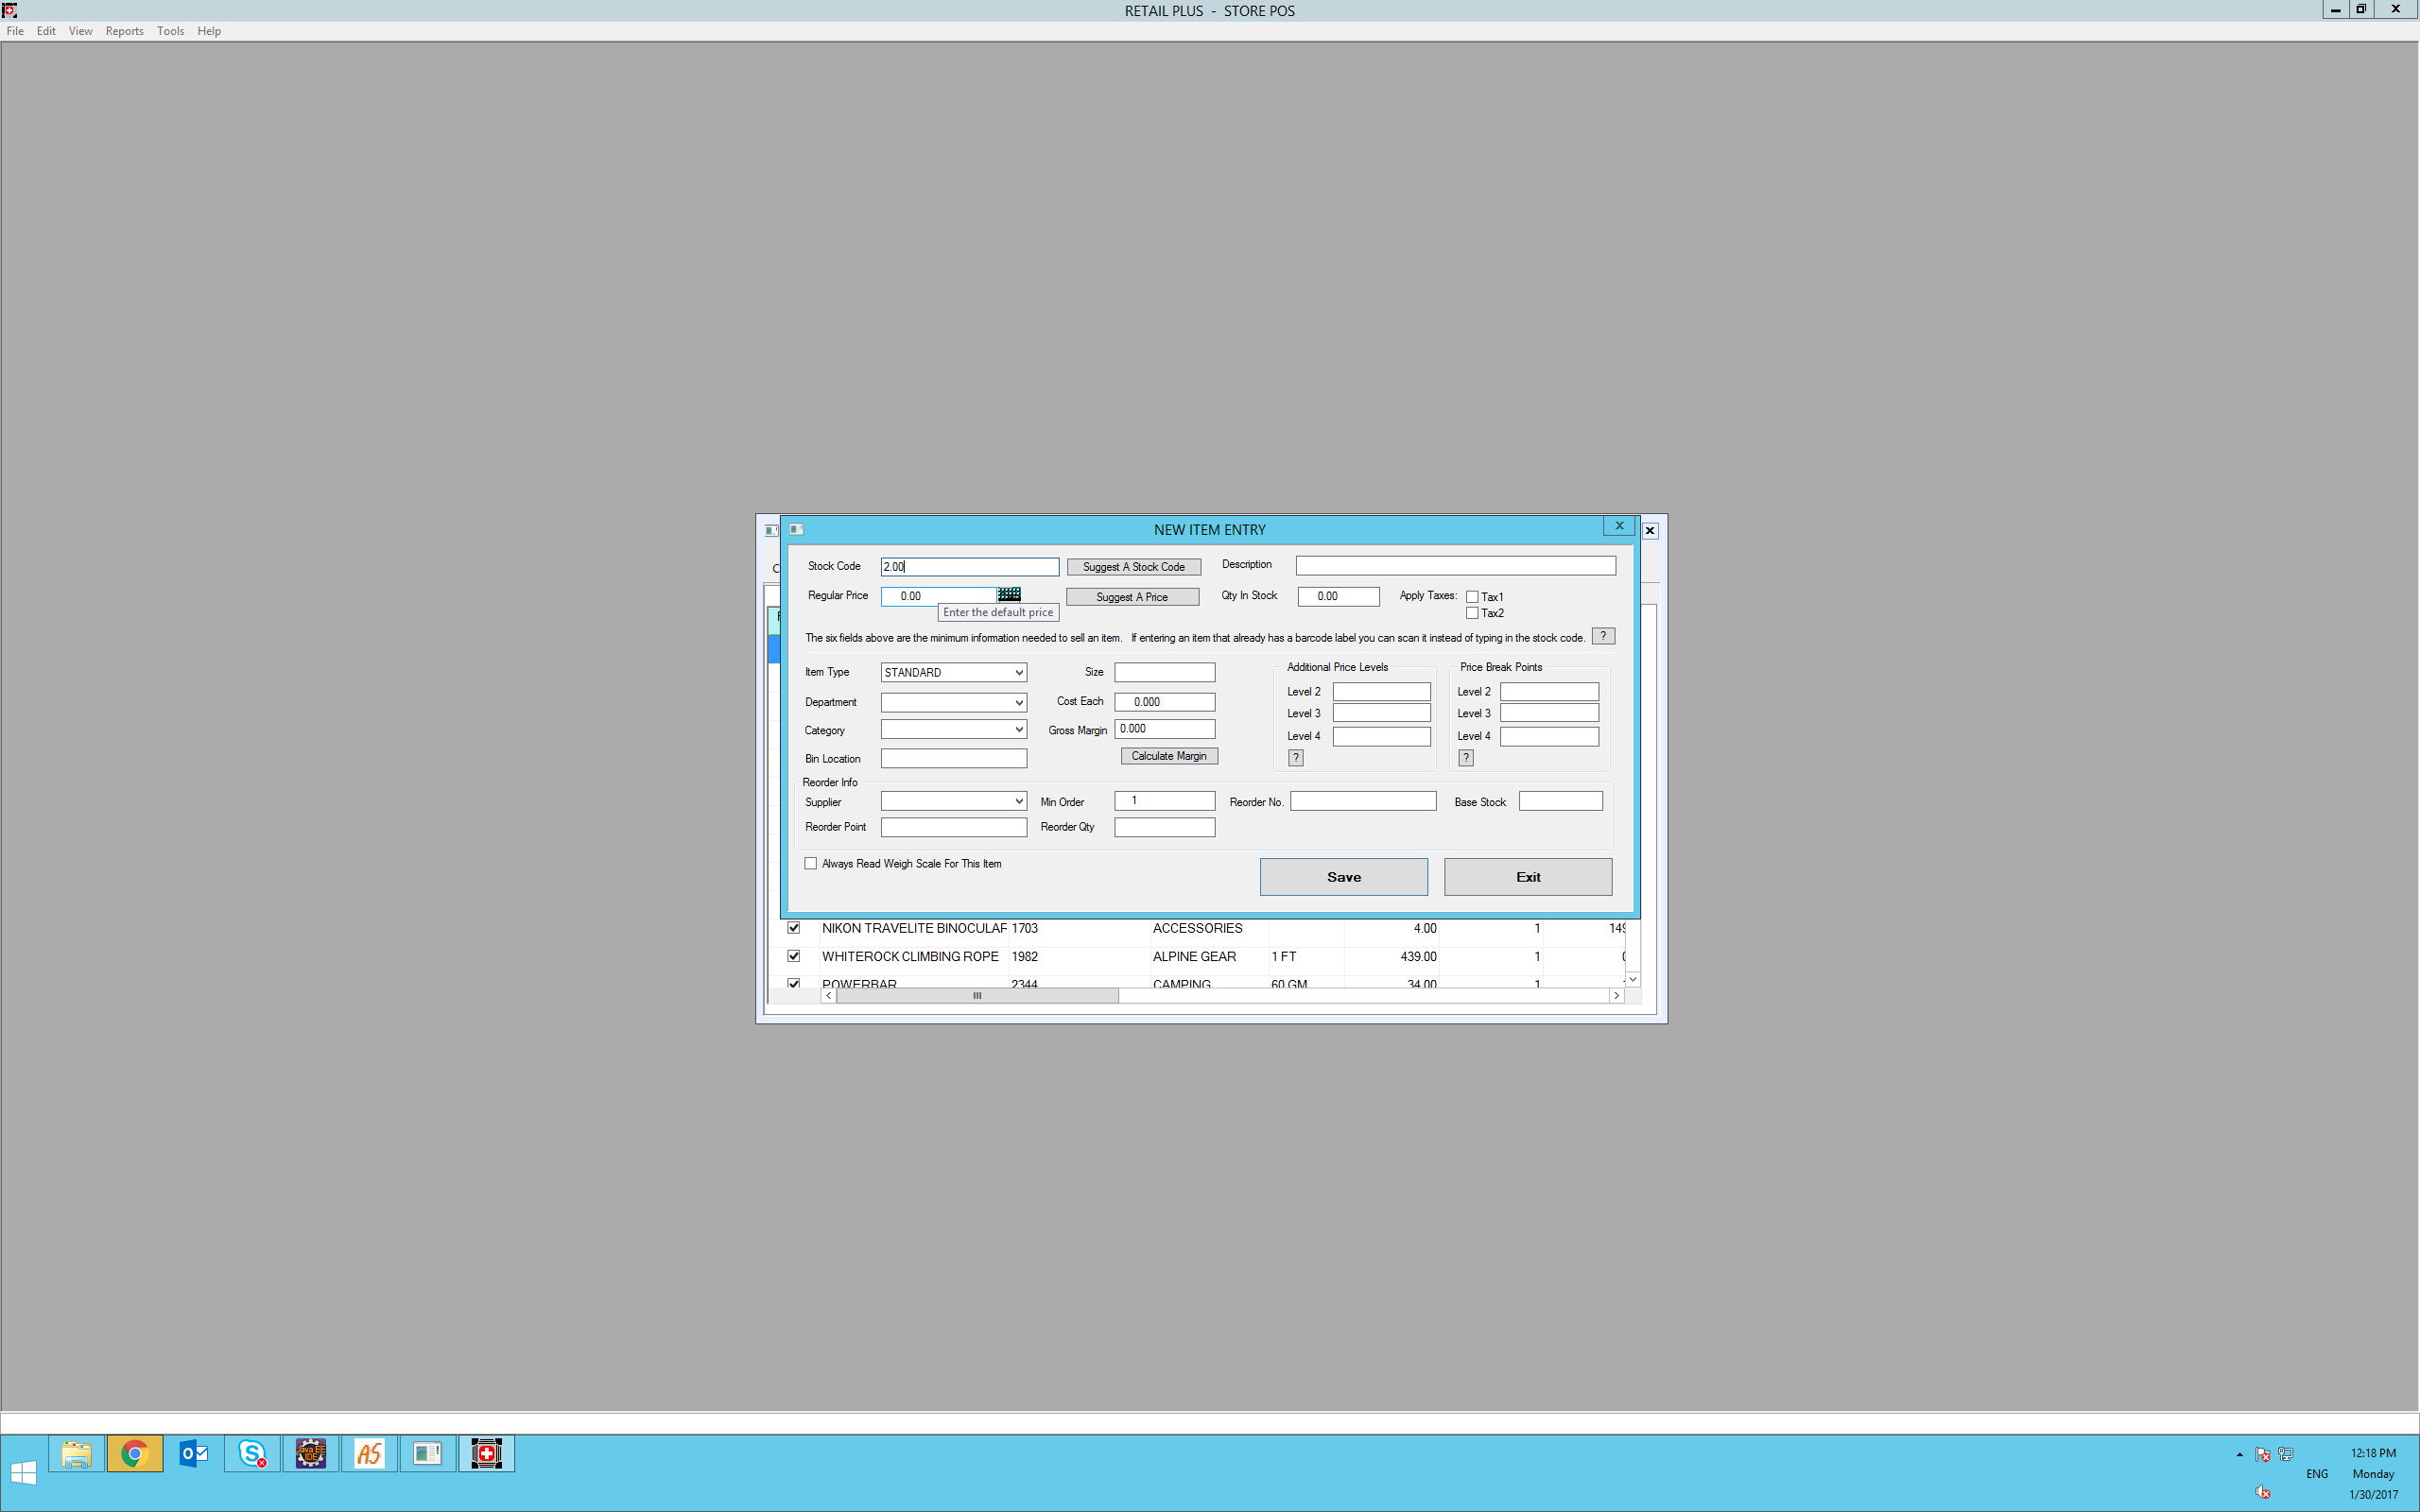 RETAIL PLUS - STORE POS
File Edit View Reports Tools Help
NEW ITEM ENTRY
Stock Code 2.00 Suggest A Stock Code Description
Regular Price 0.00 Suggest A Price Qty In Stock 0.00 Apply Taxes: Tax1
Enter the default price Tax2
The six fields above are the minimum information needed to sell an item. If entering an item that already has a barcode label you can scan it instead of typing in the stock code. ?
Item Type STANDARD Size Additional Price Levels Price Break Points
Level 2 Level 2
Department Cost Each 0.000
Level 3 Level 3
Category Gross Margin 0.000
Level 4 Level 4
Bin Location Calculate Margin ? ?
Reorder Info
Supplier Min Order 1 Reorder No. Base Stock
Reorder Point Reorder Qty
Always Read Weigh Scale For This Item
Save Exit
NIKON TRAVELITE BINOCULAR 1703 ACCESSORIES 4.00 1 149
WHITEROCK CLIMBING ROPE 1982 ALPINE GEAR 1 FT 439.00 1
POWERBAR 2344 CAMPING 60 GM 34.00 1
Java EE
IDE
AS
12:18 PM
ENG Monday
1/30/2017